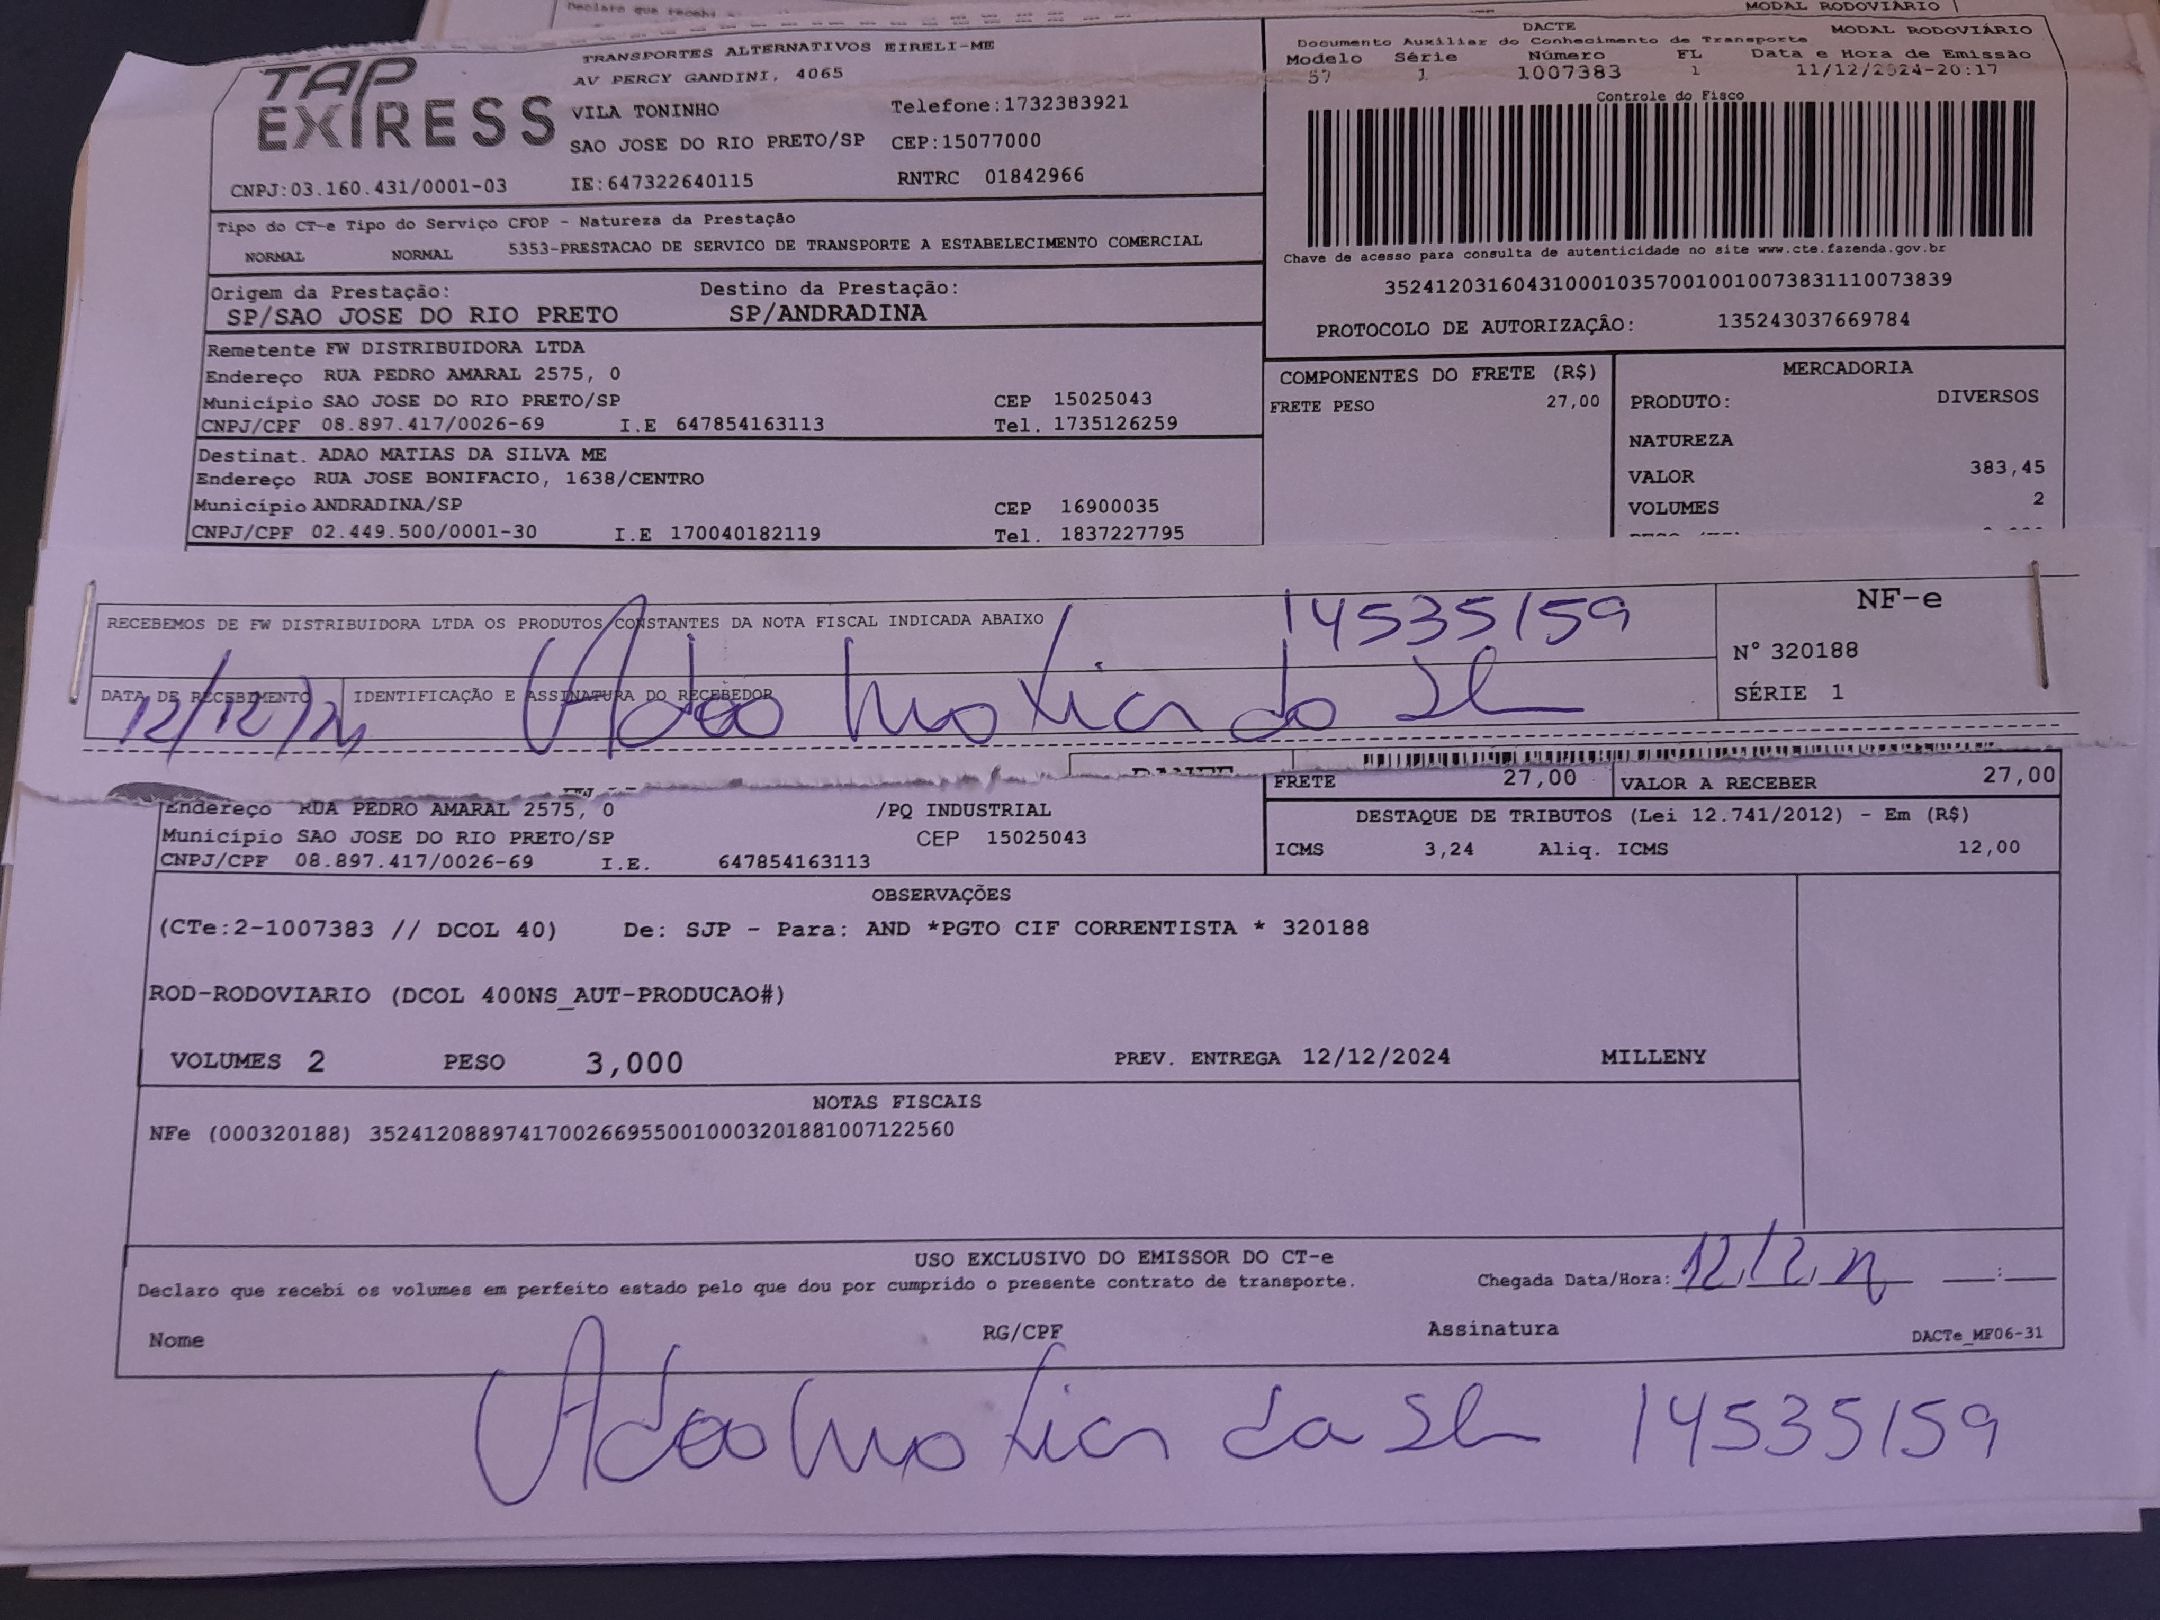 Declaro que recebi
MODAL RODOVIÁRIO
TAP EXPRESS
TRANSPORTES ALTERNATIVOS EIRELI-ME
AV PERCY GANDINI, 4065
VILA TONINHO Telefone:1732383921
SAO JOSE DO RIO PRETO/SP CEP:15077000
CNPJ:03.160.431/0001-03 IE:647322640115 RNTRC 01842966
DACTE
Documento Auxiliar do Conhecimento de Transporte MODAL RODOVIÁRIO
Modelo Série Número FL Data e Hora de Emissão
57 1 1007383 1 11/12/2024-20:17
Controle do Fisco
Chave de acesso para consulta de autenticidade no site www.cte.fazenda.gov.br
35241203160431000103570010010073831110073839
PROTOCOLO DE AUTORIZAÇÂO: 135243037669784
Tipo do CT-e Tipo do Serviço CFOP - Natureza da Prestação
NORMAL NORMAL 5353-PRESTACAO DE SERVICO DE TRANSPORTE A ESTABELECIMENTO COMERCIAL
Origem da Prestação: Destino da Prestação:
SP/SAO JOSE DO RIO PRETO SP/ANDRADINA
Remetente FW DISTRIBUIDORA LTDA
Endereço RUA PEDRO AMARAL 2575, 0
Município SAO JOSE DO RIO PRETO/SP CEP 15025043
CNPJ/CPF 08.897.417/0026-69 I.E 647854163113 Tel. 1735126259
Destinat. ADAO MATIAS DA SILVA ME
Endereço RUA JOSE BONIFACIO, 1638/CENTRO
Município ANDRADINA/SP CEP 16900035
CNPJ/CPF 02.449.500/0001-30 I.E 170040182119 Tel. 1837227795
COMPONENTES DO FRETE (R$)
FRETE PESO 27,00
MERCADORIA
PRODUTO: DIVERSOS
NATUREZA
VALOR 383,45
VOLUMES 2
RECEBEMOS DE FW DISTRIBUIDORA LTDA OS PRODUTOS CONSTANTES DA NOTA FISCAL INDICADA ABAIXO
14535159
DATA DE RECEBIMENTO IDENTIFICAÇÃO E ASSINATURA DO RECEBEDOR
12/12/24 Adao Matias da Sl
NF-e
N° 320188
SÉRIE 1
DANFE
FRETE 27,00 VALOR A RECEBER 27,00
Endereço RUA PEDRO AMARAL 2575, 0 /PQ INDUSTRIAL
Município SAO JOSE DO RIO PRETO/SP CEP 15025043
CNPJ/CPF 08.897.417/0026-69 I.E. 647854163113
DESTAQUE DE TRIBUTOS (Lei 12.741/2012) - Em (R$)
ICMS 3,24 Aliq. ICMS 12,00
OBSERVAÇÕES
(CTe:2-1007383 // DCOL 40) De: SJP - Para: AND *PGTO CIF CORRENTISTA * 320188
ROD-RODOVIARIO (DCOL 400NS_AUT-PRODUCAO#)
VOLUMES 2 PESO 3,000 PREV. ENTREGA 12/12/2024 MILLENY
NOTAS FISCAIS
NFe (000320188) 35241208897417002669550010003201881007122560
USO EXCLUSIVO DO EMISSOR DO CT-e
Declaro que recebi os volumes em perfeito estado pelo que dou por cumprido o presente contrato de transporte. Chegada Data/Hora: 12/12/
Nome RG/CPF Assinatura DACTe_MF06-31
Adao Matias da Sl 14535159